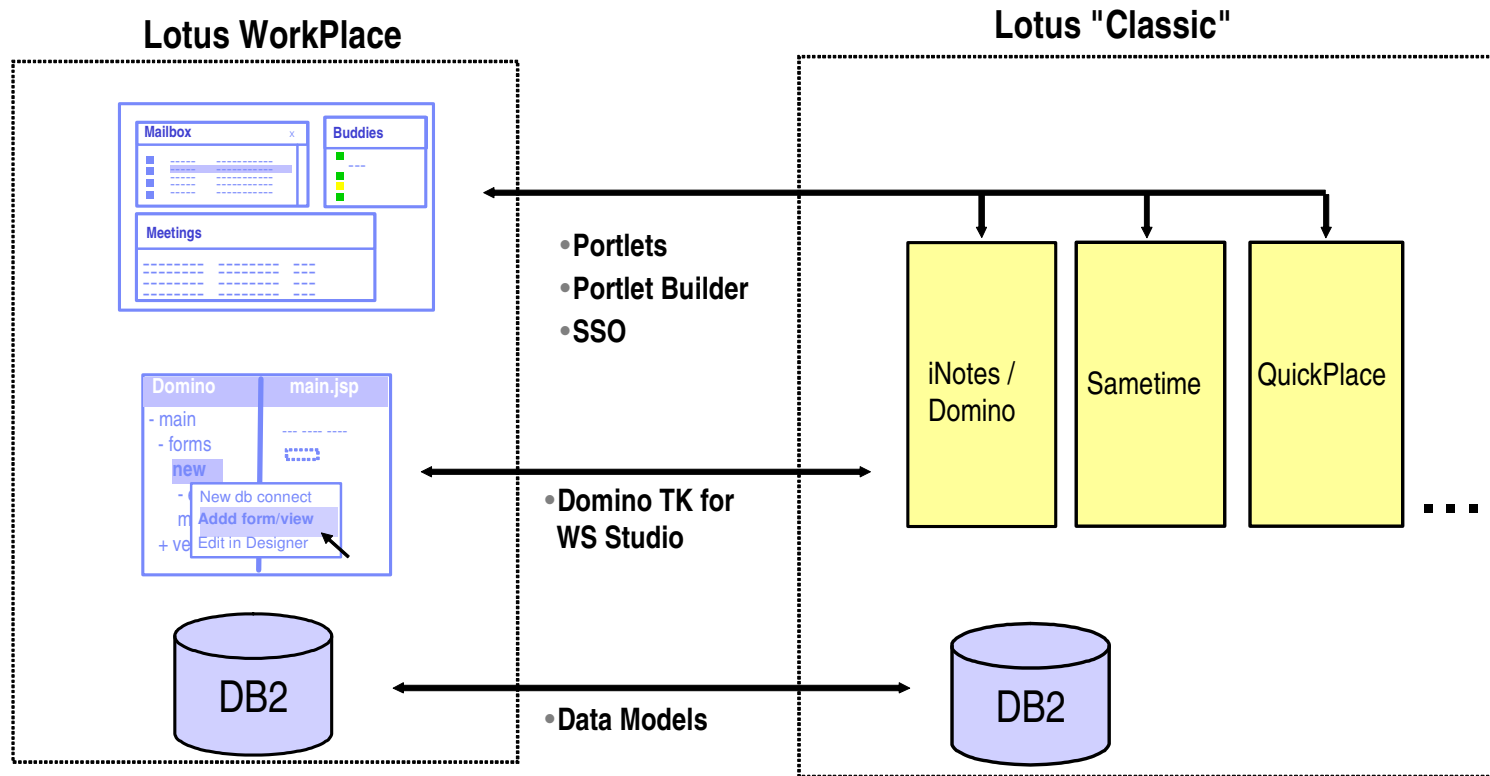 Lotus WorkPlace
Lotus "Classic"
Mailbox x
Buddies
Meetings
•Portlets
•Portlet Builder
•SSO
iNotes /
Domino
Sametime
QuickPlace
Domino main.jsp
- main
- forms
new
New db connect
Addd form/view
+ ve
Edit in Designer
•Domino TK for
WS Studio
...
DB2
•Data Models
DB2